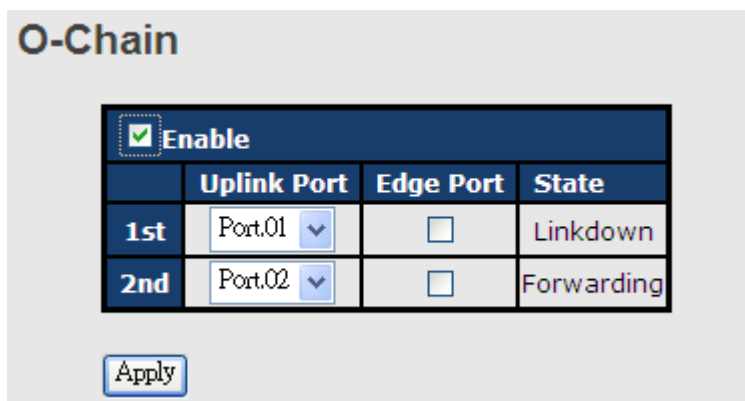 O-Chain
Enable
Uplink Port Edge Port State
1st Port.01 Linkdown
2nd Port.02 Forwarding
Apply